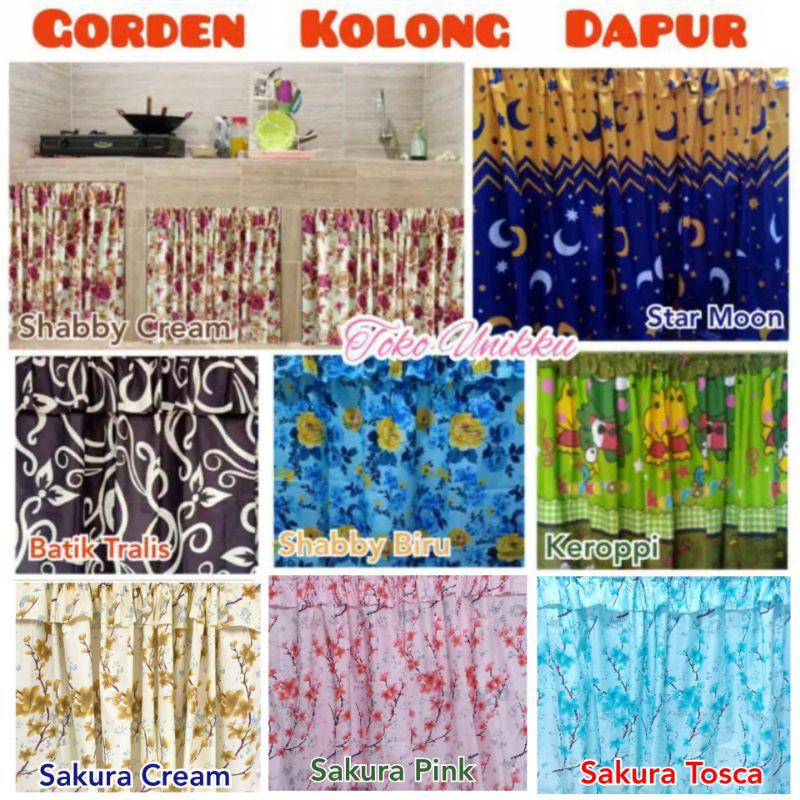 Gorden Kolong Dapur
Shabby Cream
Star Moon
Toko Unikku
Batik Tralis
Shabby Biru
Keroppi
Sakura Cream
Sakura Pink
Sakura Tosca